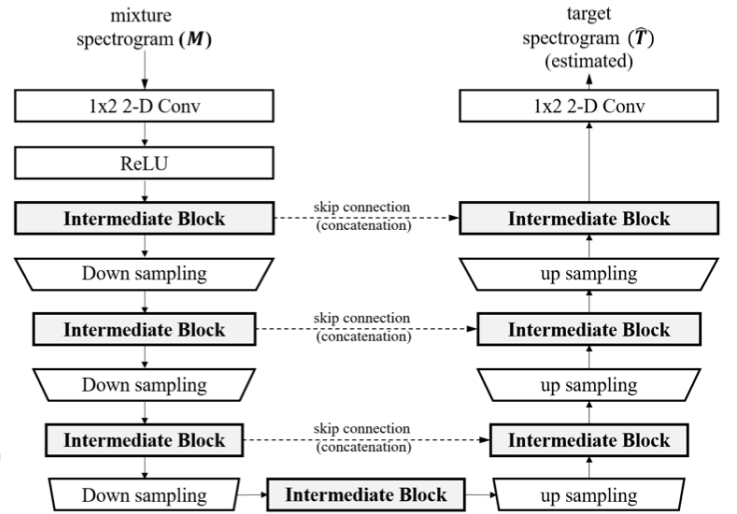 mixture
spectrogram (M)
1x2 2-D Conv
ReLU
Intermediate Block
Down sampling
Intermediate Block
Down sampling
Intermediate Block
Down sampling
skip connection
(concatenation)
skip connection
(concatenation)
skip connection
(concatenation)
Intermediate Block
target
spectrogram (T̂)
(estimated)
1x2 2-D Conv
Intermediate Block
up sampling
Intermediate Block
up sampling
Intermediate Block
up sampling